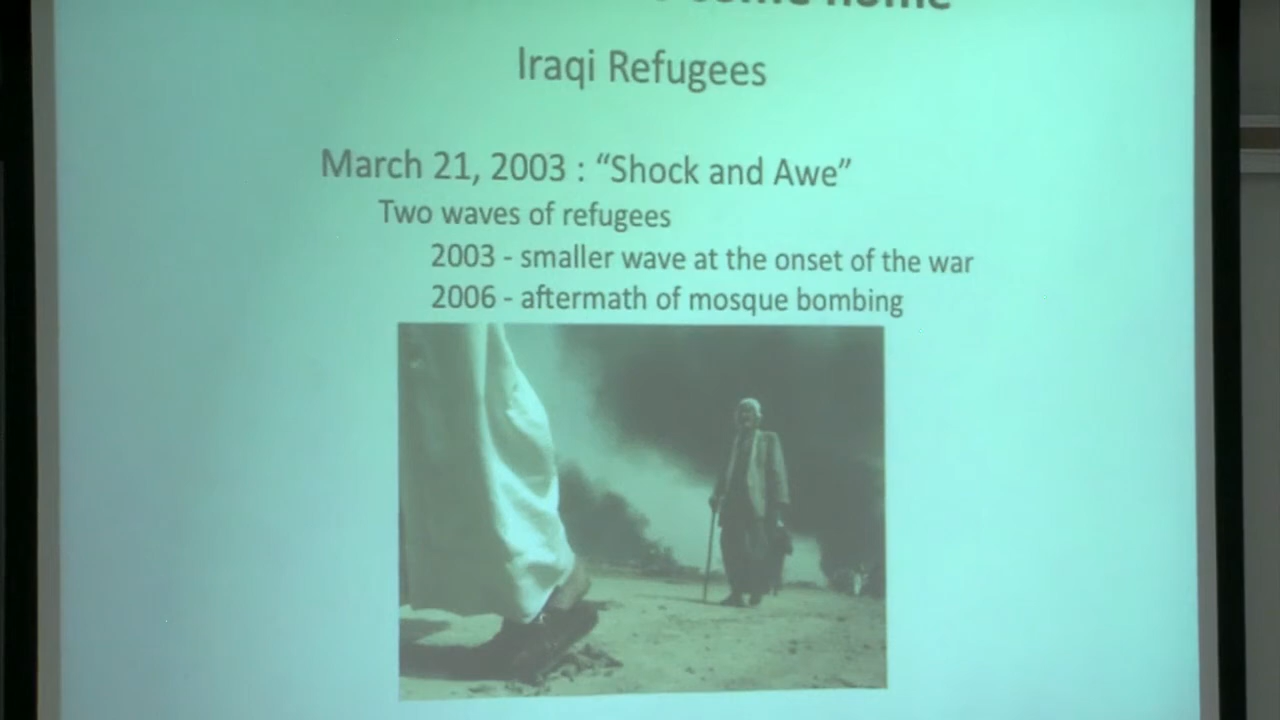 home
Iraqi Refugees
March 21, 2003 : “Shock and Awe”
Two waves of refugees
2003 - smaller wave at the onset of the war
2006 - aftermath of mosque bombing